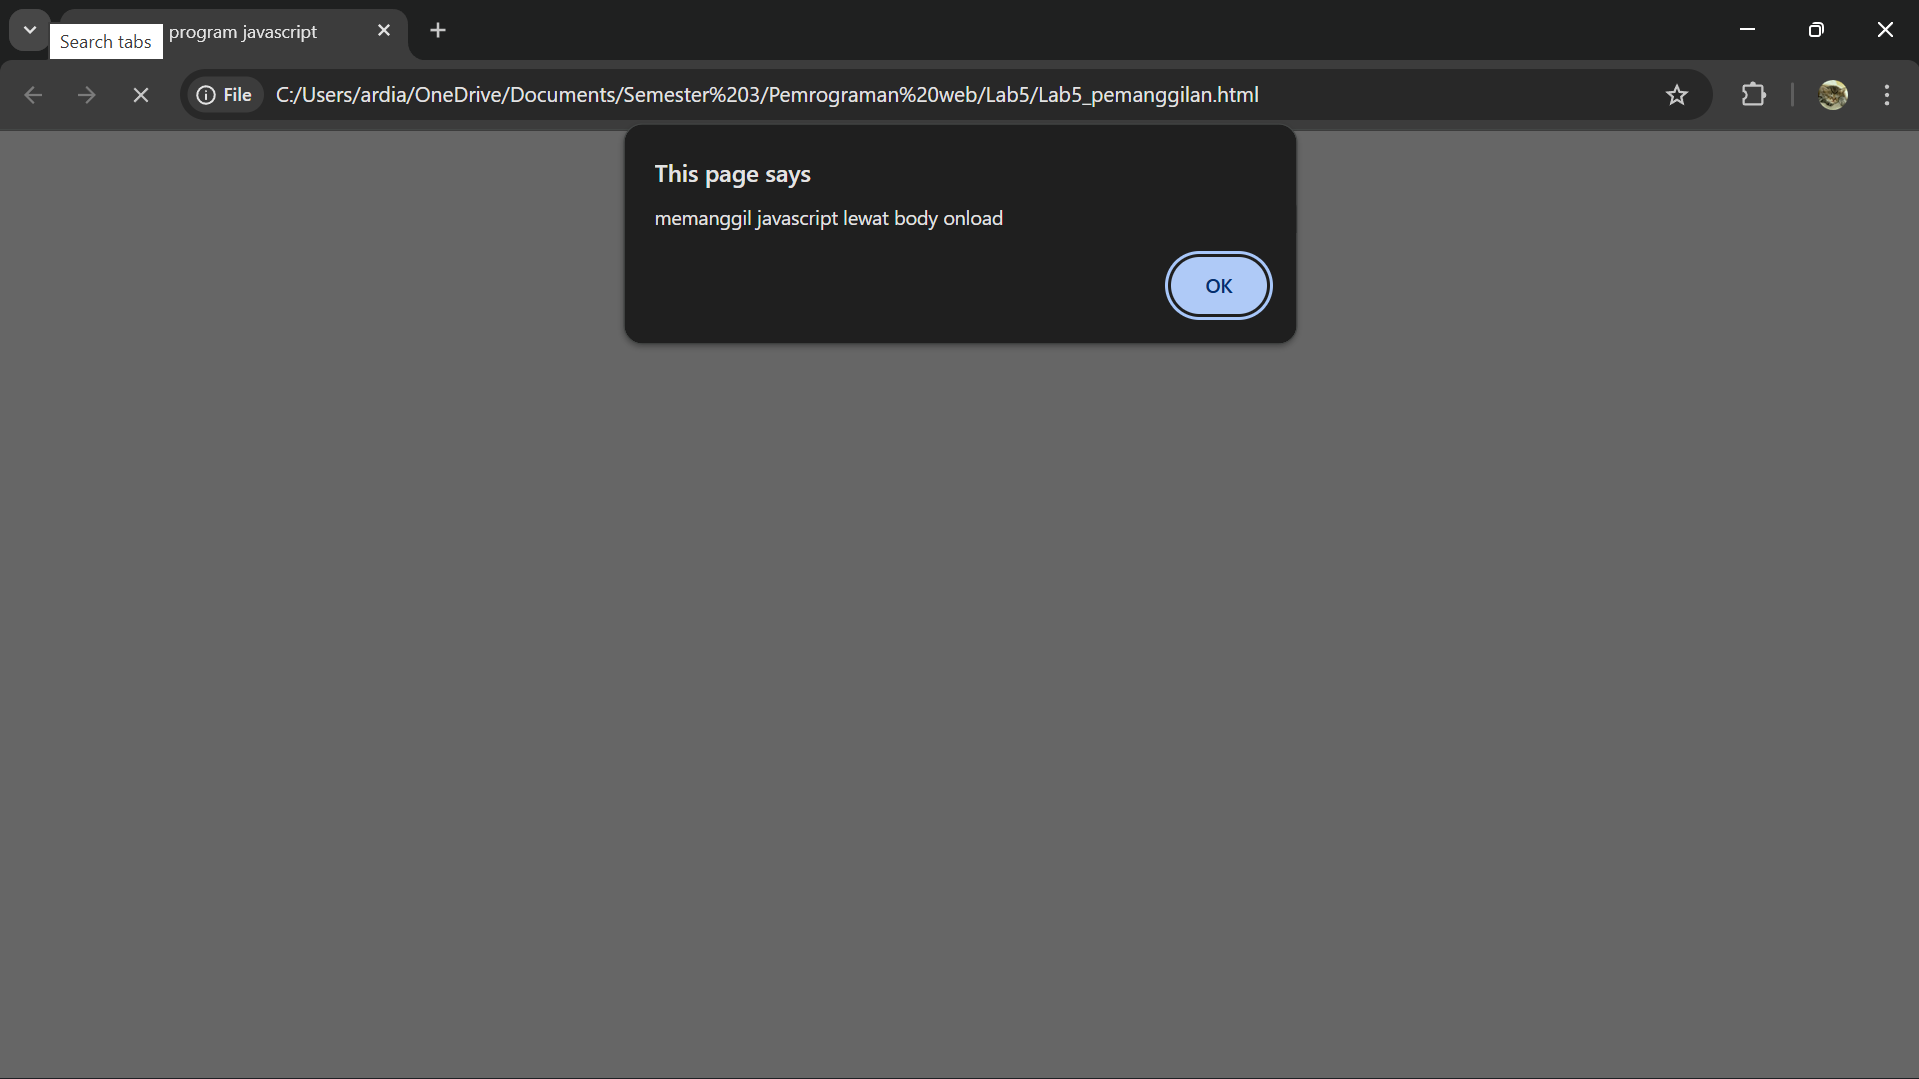 Search tabs
program javascript
File
C:/Users/ardia/OneDrive/Documents/Semester%203/Pemrograman%20web/Lab5/Lab5_pemanggilan.html
This page says
memanggil javascript lewat body onload
OK